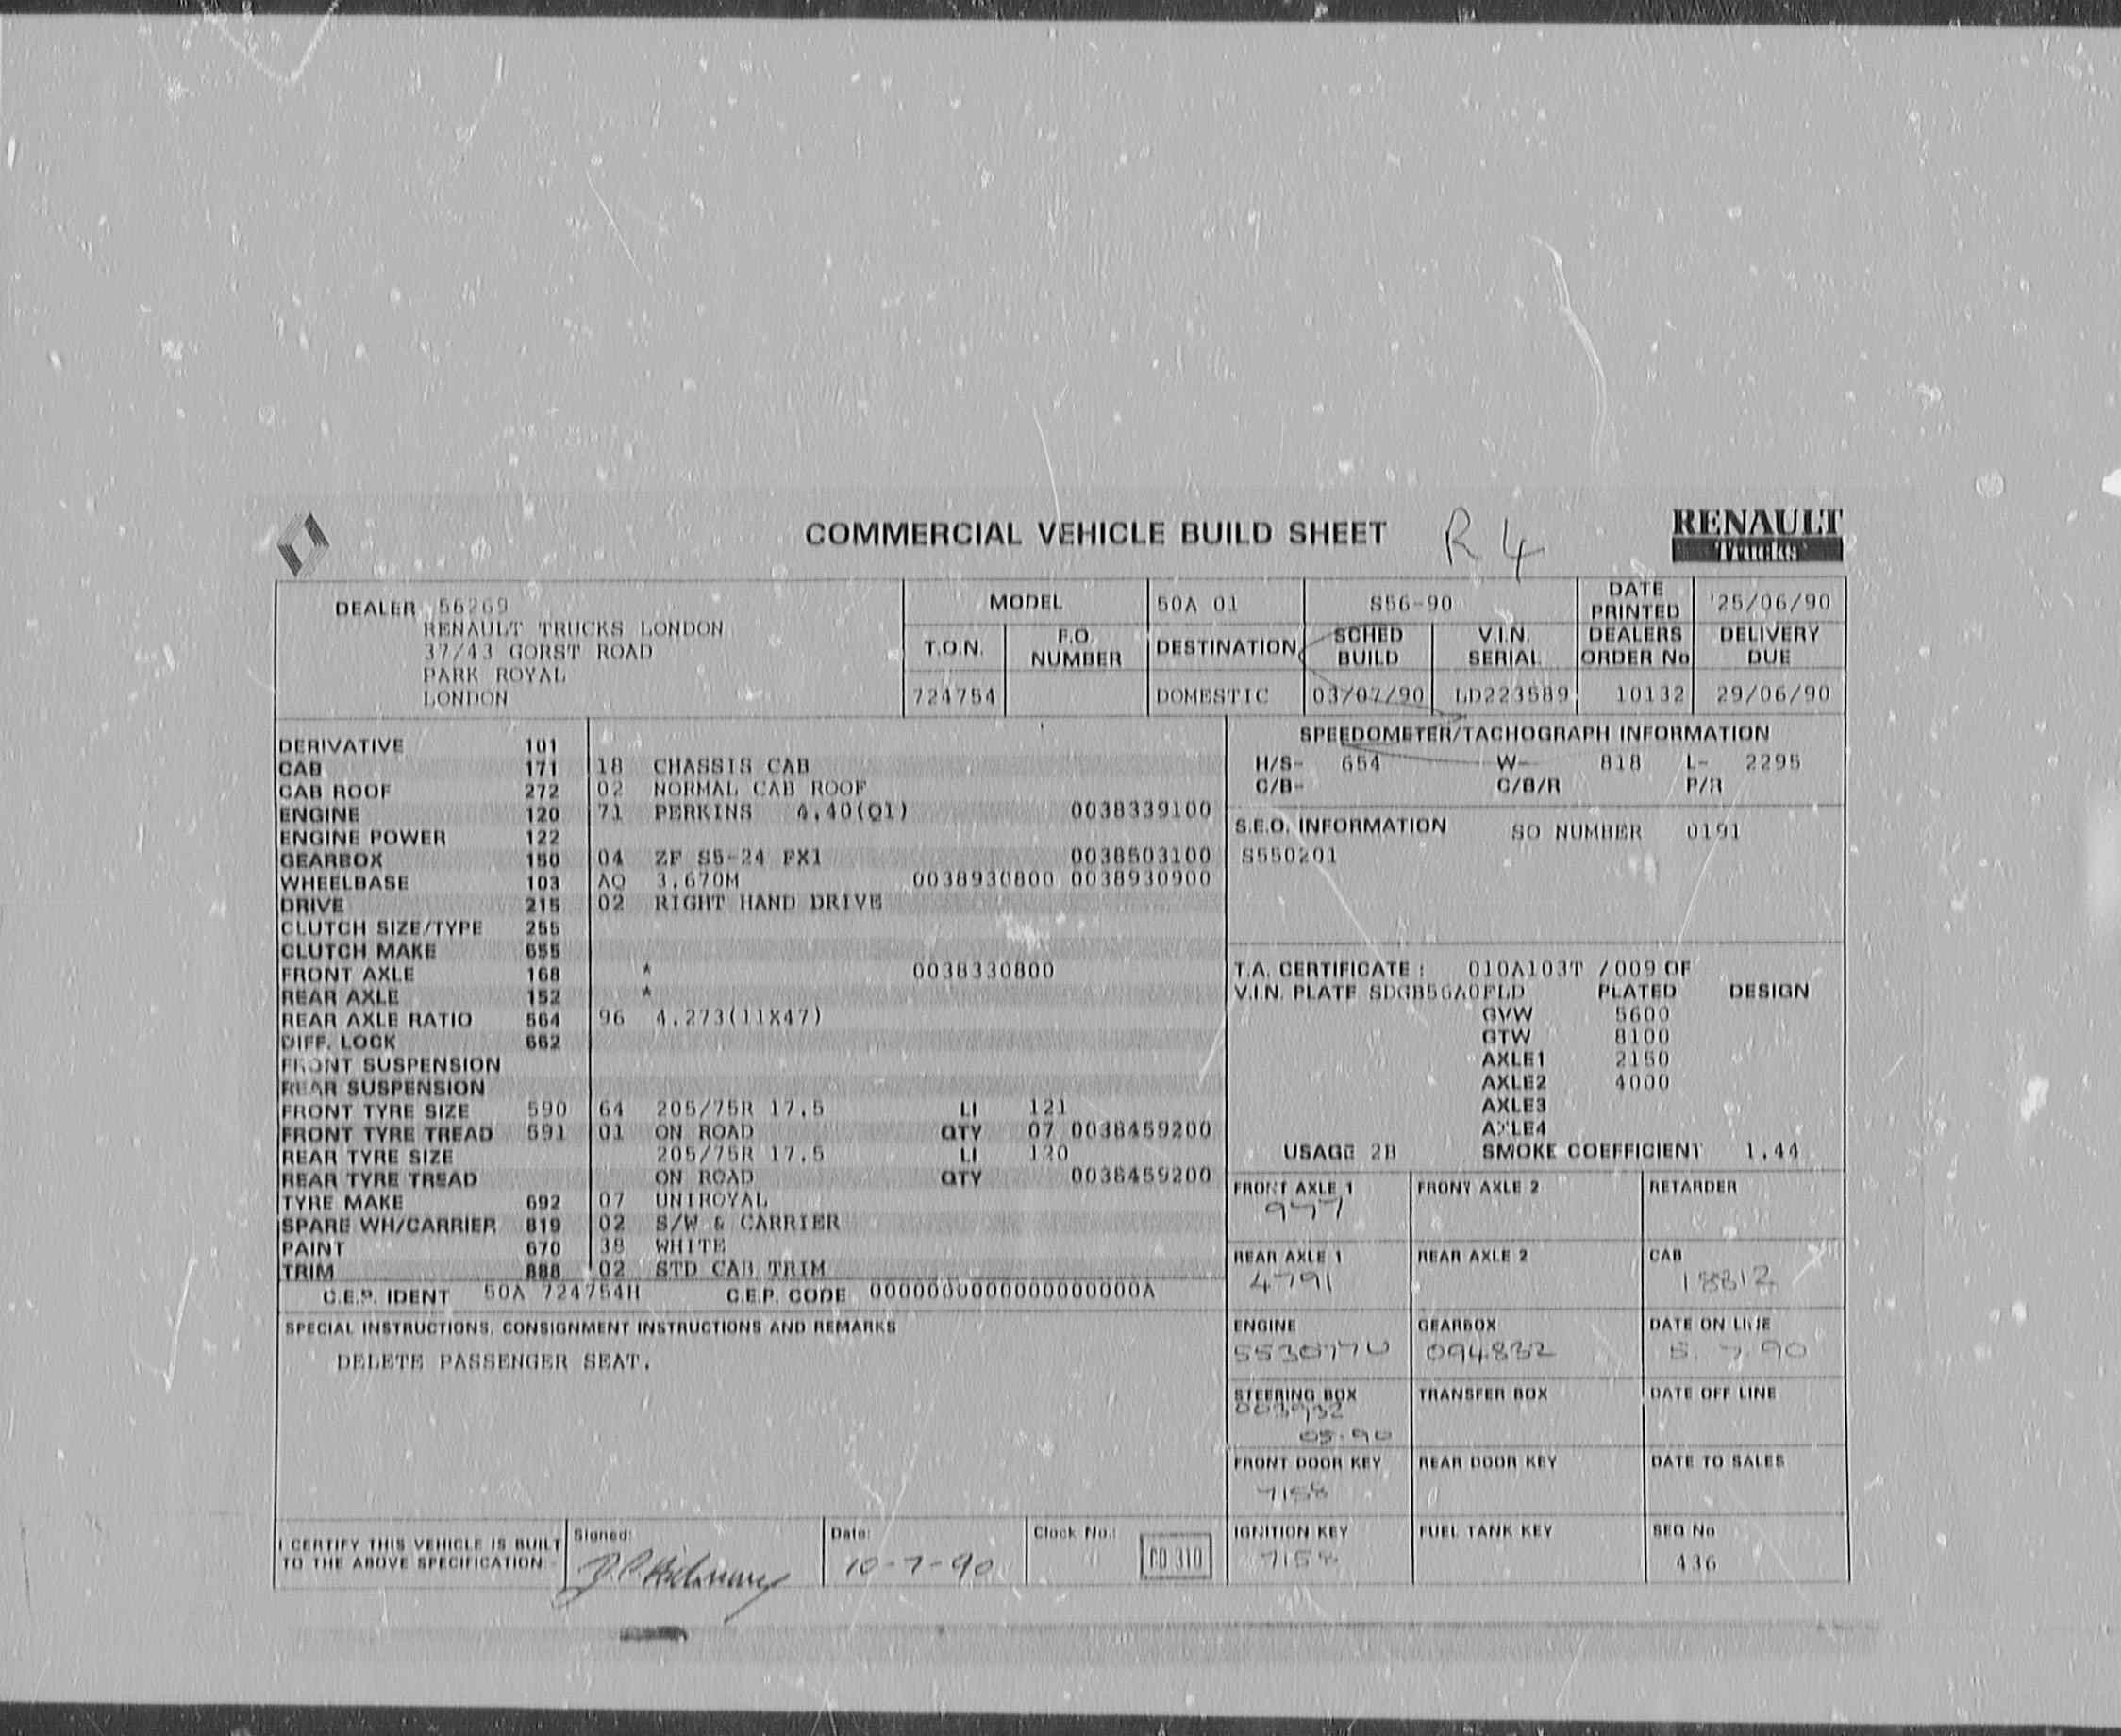 COMMERCIAL VEHICLE BUILD SHEET R4
RENAULT
Trucks
DEALER 56269
RENAULT TRUCKS LONDON
37/43 GORST ROAD
PARK ROYAL
LONDON
MODEL 50A 01 S56-90 DATE PRINTED 25/06/90
T.O.N. F.O. NUMBER DESTINATION SCHED BUILD V.I.N. SERIAL DEALERS ORDER No DELIVERY DUE
724754 DOMESTIC 03/07/90 LD223589 10132 29/06/90
DERIVATIVE 101
CAB 171 18 CHASSIS CAB
CAB ROOF 272 02 NORMAL CAB ROOF
ENGINE 120 71 PERKINS 4.40(Q1) 0038339100
ENGINE POWER 122
GEARBOX 150 04 ZF S5-24 FX1 0038503100
WHEELBASE 103 AQ 3.670M 0038930800 0038930900
DRIVE 215 02 RIGHT HAND DRIVE
CLUTCH SIZE/TYPE 255
CLUTCH MAKE 655
FRONT AXLE 168 * 0038330800
REAR AXLE 152 *
REAR AXLE RATIO 564 96 4.273(11X47)
DIFF. LOCK 662
FRONT SUSPENSION
REAR SUSPENSION
FRONT TYRE SIZE 590 64 205/75R 17.5 LI 121
FRONT TYRE TREAD 591 01 ON ROAD QTY 07 0038459200
REAR TYRE SIZE 205/75R 17.5 LI 120
REAR TYRE TREAD ON ROAD QTY 0038459200
TYRE MAKE 692 07 UNIROYAL
SPARE WH/CARRIER 819 02 S/W & CARRIER
PAINT 670 38 WHITE
TRIM 888 02 STD CAB TRIM
C.E.P. IDENT 50A 724754H C.E.P. CODE 0000000000000000000A
SPECIAL INSTRUCTIONS, CONSIGNMENT INSTRUCTIONS AND REMARKS
DELETE PASSENGER SEAT.
SPEEDOMETER/TACHOGRAPH INFORMATION
H/S- 654 W- 818 L- 2295
C/B- C/B/R P/R
S.E.O. INFORMATION SO NUMBER 0191
S550201
T.A. CERTIFICATE : 010A103T /009 OF
V.I.N. PLATE SDGB56A0FLD PLATED DESIGN
GVW 5600
GTW 8100
AXLE1 2150
AXLE2 4000
AXLE3
AXLE4
USAGE 2B SMOKE COEFFICIENT 1.44
FRONT AXLE 1 FRONT AXLE 2 RETARDER
977
REAR AXLE 1 REAR AXLE 2 CAB
4791 18812
ENGINE GEARBOX DATE ON LINE
553077U 094832 5. 7. 90
STEERING BOX TRANSFER BOX DATE OFF LINE
003932
05.90
FRONT DOOR KEY REAR DOOR KEY DATE TO SALES
7158
IGNITION KEY FUEL TANK KEY SEQ No
7158 436
I CERTIFY THIS VEHICLE IS BUILT
TO THE ABOVE SPECIFICATION:-
Signed: Date: Clock No.:
10-7-90 CD 310